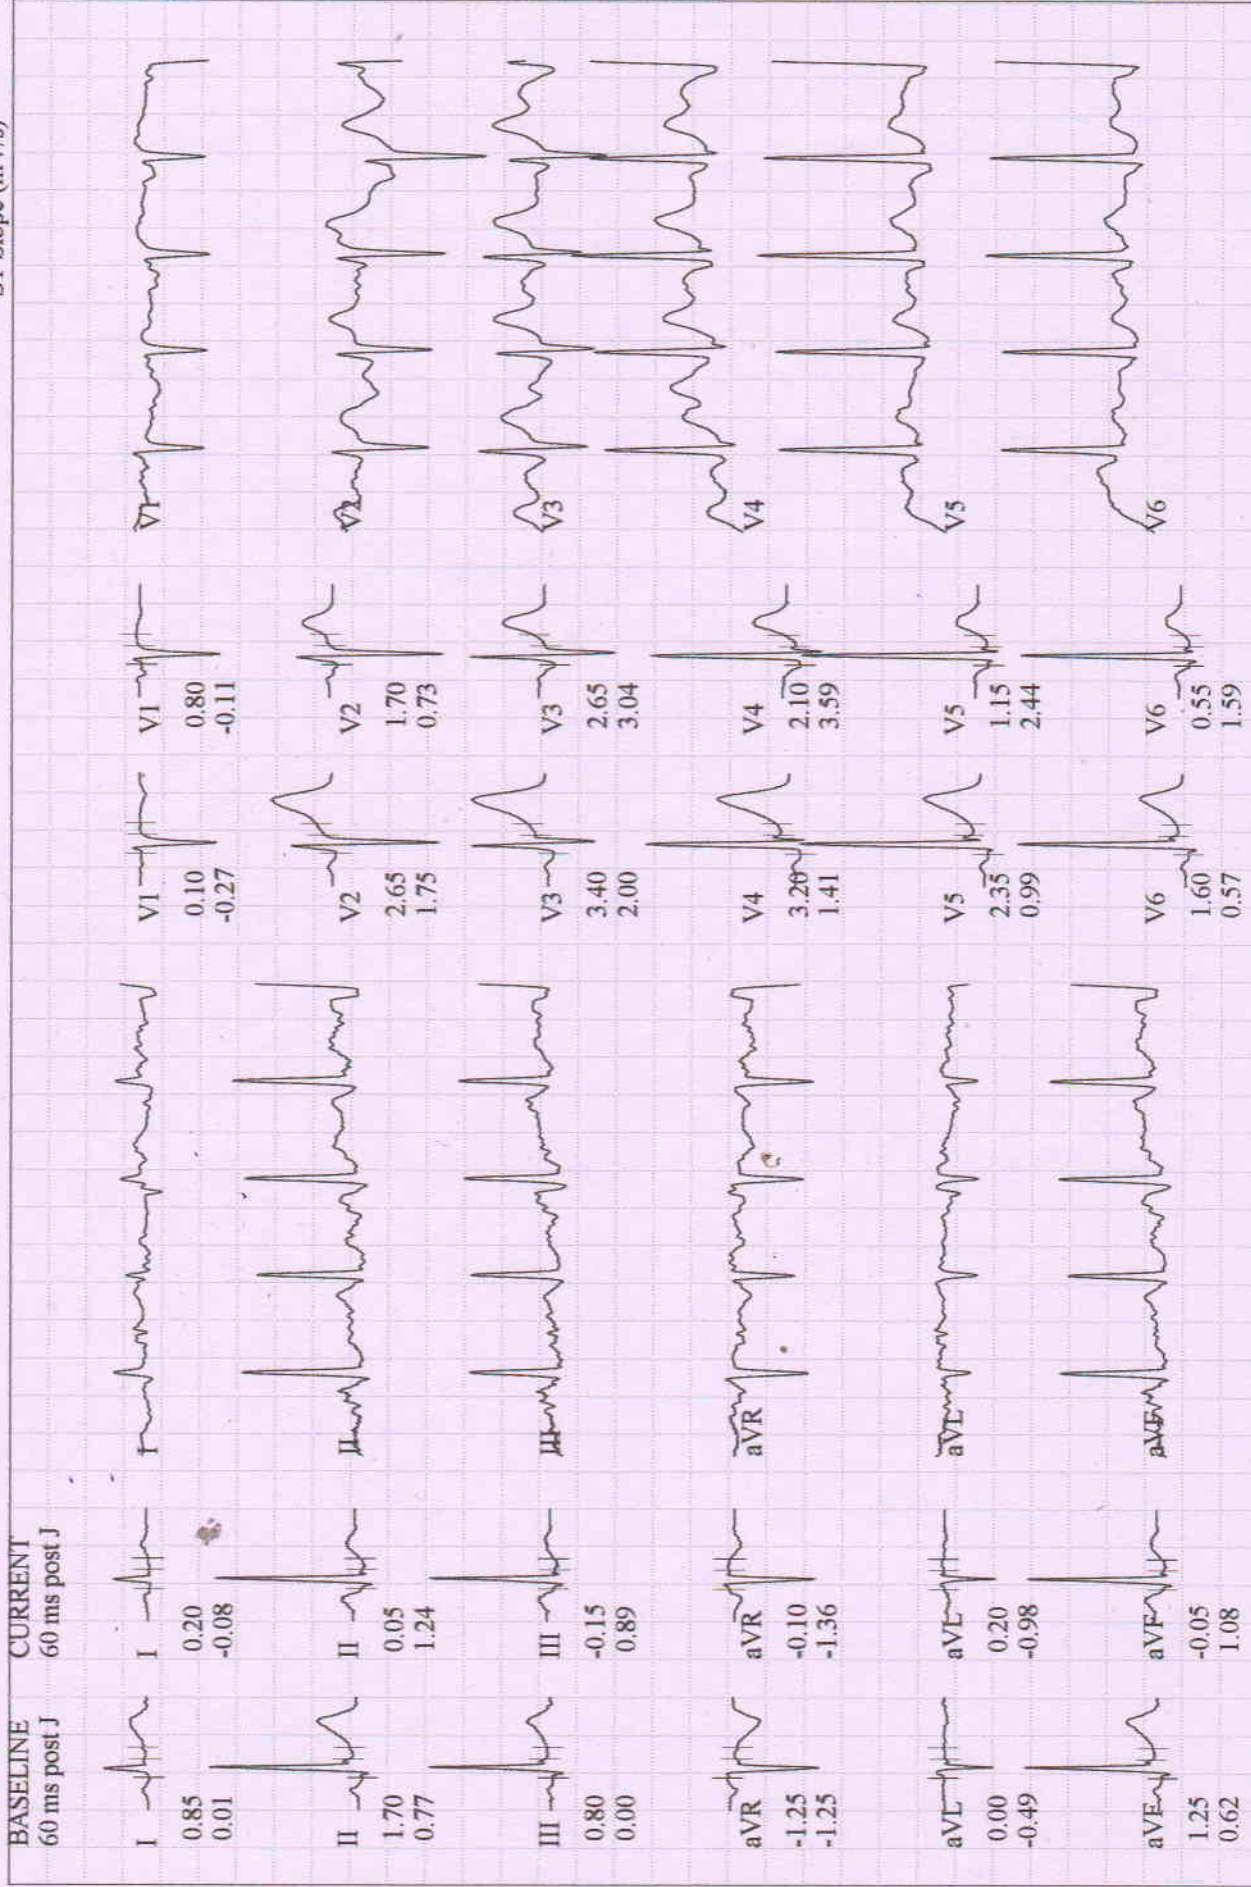 ST Slope (mV/s)
BASELINE CURRENT
60 ms post J 60 ms post J
I I I V1 V1 V1
0.85 0.20 0.10 0.80
0.01 -0.08 -0.27 -0.11
II II II V2 V2 V2
1.70 0.05 2.65 1.70
0.77 1.24 1.75 0.73
III III III V3 V3 V3
0.80 -0.15 3.40 2.65
0.00 0.89 2.00 3.04
aVR aVR aVR V4 V4 V4
-1.25 -0.10 3.20 2.10
-1.25 -1.36 1.41 3.59
aVL aVL aVL V5 V5 V5
0.00 0.20 2.35 1.15
-0.49 -0.98 0.99 2.44
aVF aVF aVF V6 V6 V6
1.25 -0.05 1.60 0.55
0.62 1.08 0.57 1.59